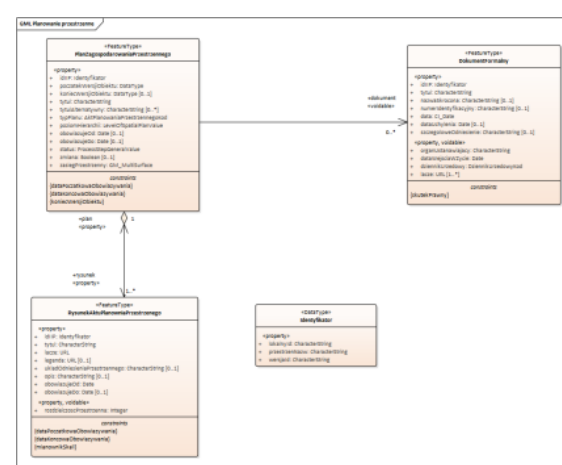 GML Planowanie przestrzenne
«FeatureType»
PlanZagospodarowaniaPrzestrzennego
«property»
+ idIIP: Identyfikator
+ poczatekWersjiObiektu: DateType
+ koniecWersjiObiektu: DateType [0..1]
+ tytul: CharacterString
+ tytulAlternatywny: CharacterString [0..*]
+ typPlanu: AktPlanowaniaPrzestrzennegoKod
+ poziomHierarchii: LevelOfSpatialPlanValue
+ obowiazujeOd: Date [0..1]
+ obowiazujeDo: Date [0..1]
+ status: ProcessStepGeneralValue
+ zmiana: Boolean [0..1]
+ zasiegPrzestrzenny: GM_MultiSurface
constraints
{dataPoczatkowaObowiazywania}
{dataKoncowaObowiazywania}
{koniecWersjiObiektu}
+dokument
«voidable»
0..*
«FeatureType»
DokumentFormalny
«property»
+ idIIP: Identyfikator
+ tytul: CharacterString
+ nazwaSkrocona: CharacterString [0..1]
+ numerIdentyfikacyjny: CharacterString [0..1]
+ data: CI_Date
+ dataUchylenia: Date [0..1]
+ szczegoloweOdniesienie: CharacterString [0..1]
«property, voidable»
+ organUstanawiajacy: CharacterString
+ dataWejsciaWZycie: Date
+ dziennikUrzedowy: DziennikUrzedowyKod
+ lacze: URL [1..*]
constraints
{skutekPrawny}
+plan
«property»
1
+rysunek
«property»
1..*
«FeatureType»
RysunekAktuPlanowaniaPrzestrzennego
«property»
+ idIIP: Identyfikator
+ tytul: CharacterString
+ lacze: URL
+ legenda: URL [0..1]
+ ukladOdniesieniaPrzestrzennego: CharacterString [0..1]
+ opis: CharacterString [0..1]
+ obowiazujeOd: Date
+ obowiazujeDo: Date [0..1]
«property, voidable»
+ rozdzielczoscPrzestrzenna: Integer
constraints
{dataPoczatkowaObowiazywania}
{dataKoncowaObowiazywania}
{mianownikSkali}
«DataType»
Identyfikator
«property»
+ lokalnyId: CharacterString
+ przestrzenNazw: CharacterString
+ wersjaId: CharacterString